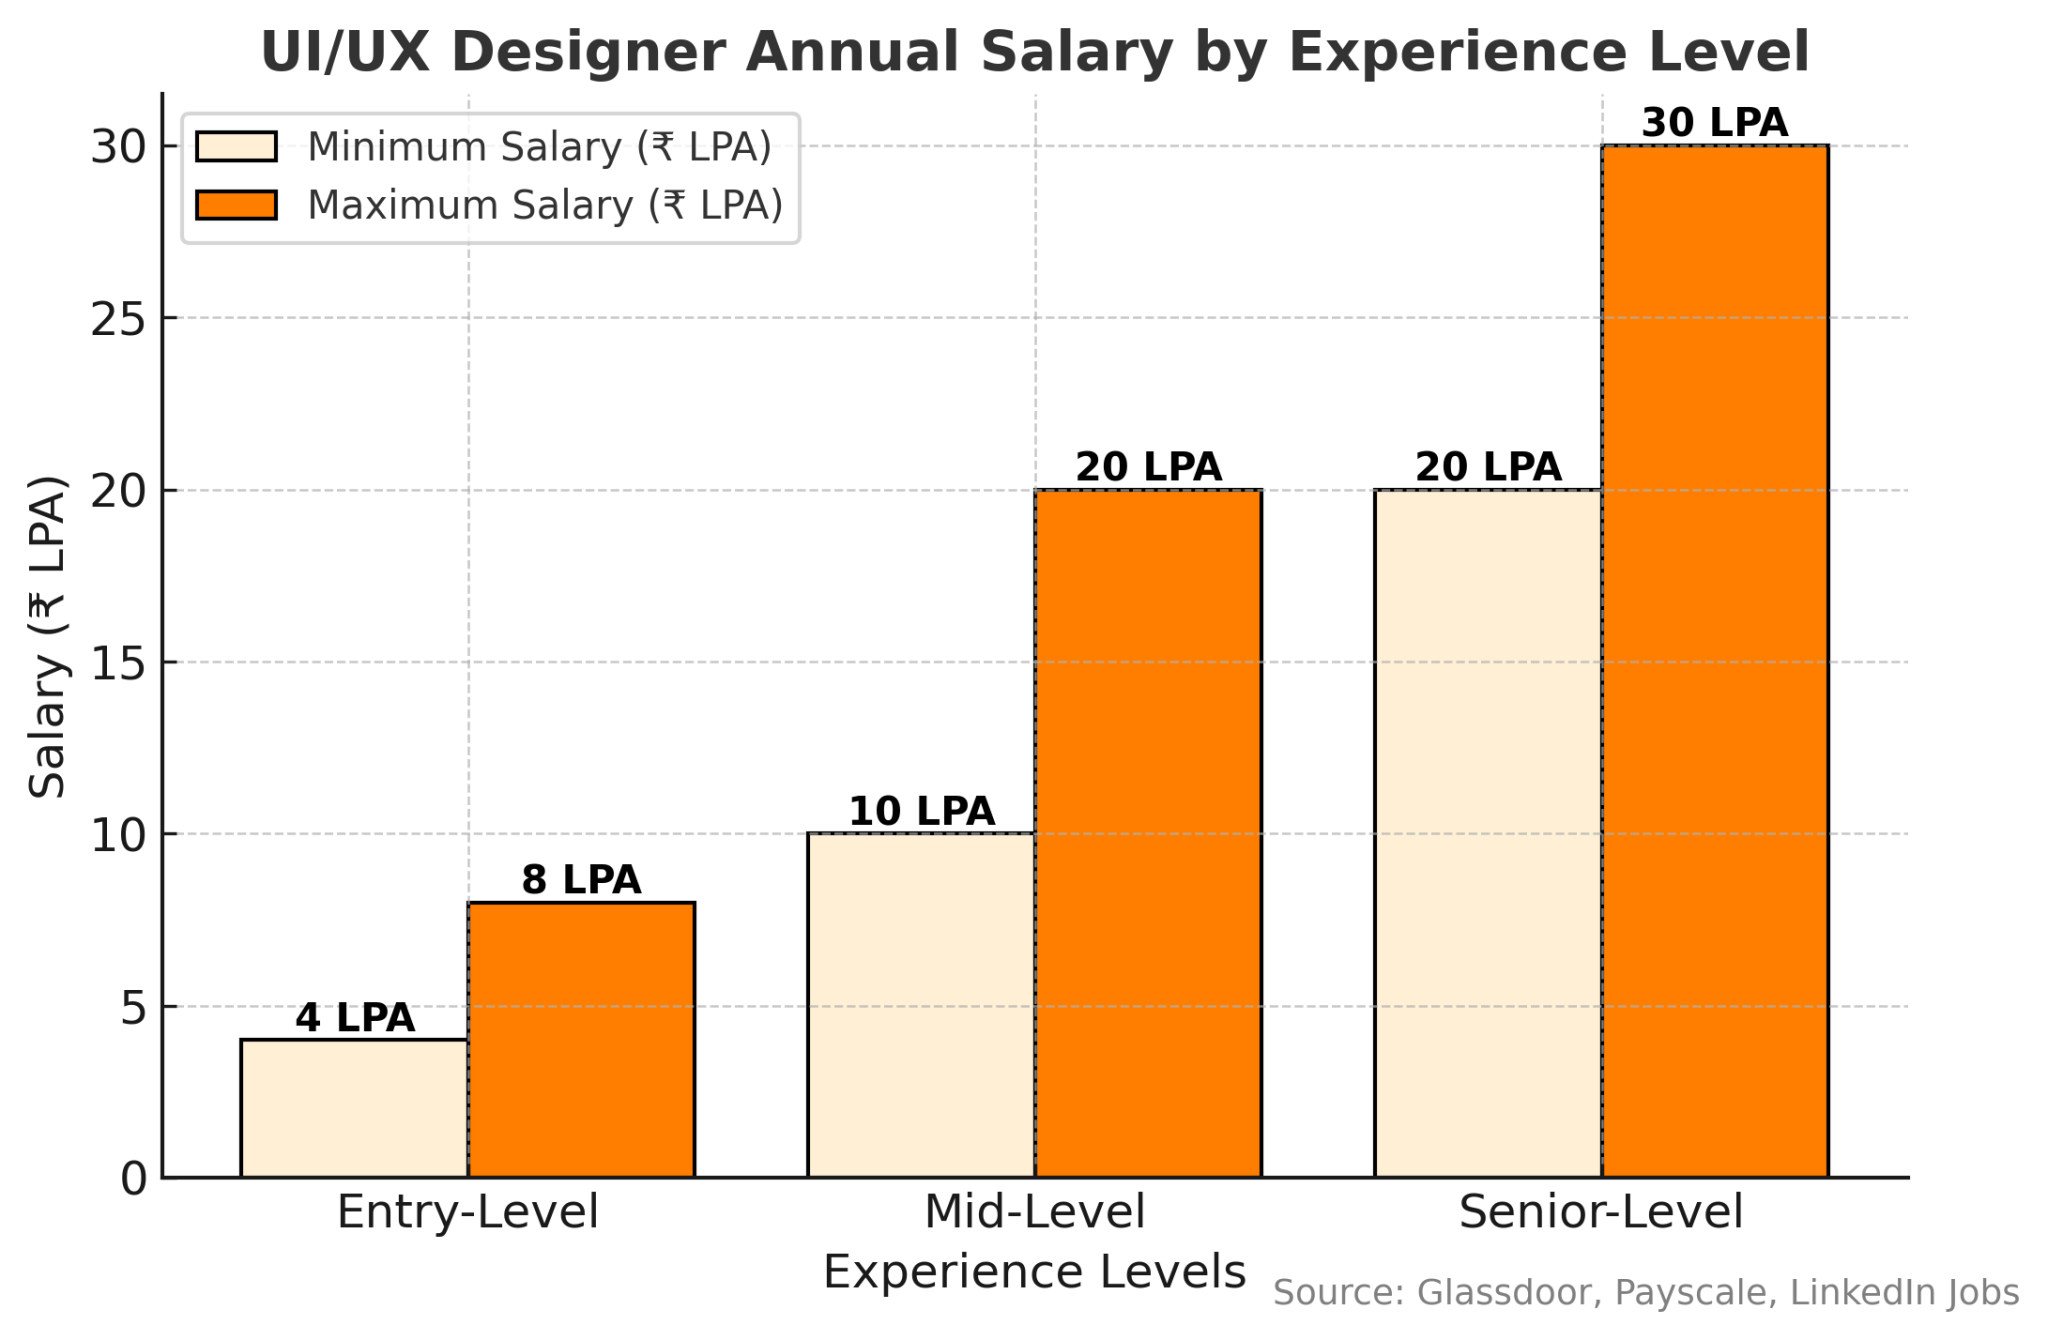 UI/UX Designer Annual Salary by Experience Level
Minimum Salary (₹ LPA)
Maximum Salary (₹ LPA)
Salary (₹ LPA)
30
25
20
15
10
5
0
4 LPA
8 LPA
10 LPA
20 LPA
20 LPA
30 LPA
Entry-Level
Mid-Level
Senior-Level
Experience Levels
Source: Glassdoor, Payscale, LinkedIn Jobs